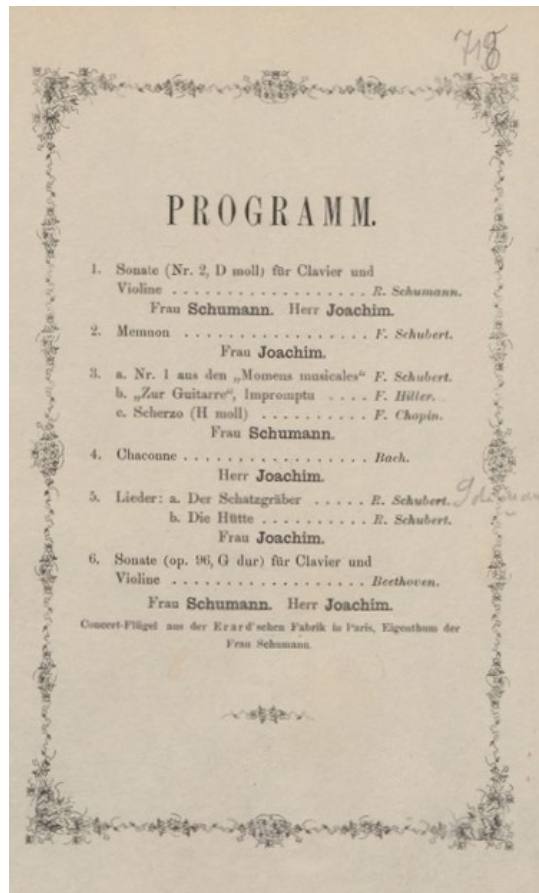 718
PROGRAMM.
1. Sonate (Nr. 2, D moll) für Clavier und
Violine . . . . . . . . . . . . . . . . . . R. Schumann.
Frau Schumann. Herr Joachim.
2. Memnon . . . . . . . . . . . . . . . . . F. Schubert.
Frau Joachim.
3. a. Nr. 1 aus den „Momens musicales“ F. Schubert.
b. „Zur Guitarre“, Impromptu . . . . F. Hiller.
c. Scherzo (H moll) . . . . . . . . . . F. Chopin.
Frau Schumann.
4. Chaconne . . . . . . . . . . . . . . . . . Bach.
Herr Joachim.
5. Lieder: a. Der Schatzgräber . . . . . R. Schubert.
b. Die Hütte . . . . . . . . . . R. Schubert.
Frau Joachim.
6. Sonate (op. 96, G dur) für Clavier und
Violine . . . . . . . . . . . . . . . . . . Beethoven.
Frau Schumann. Herr Joachim.
Concert-Flügel aus der Erard'schen Fabrik in Paris, Eigenthum der
Frau Schumann.